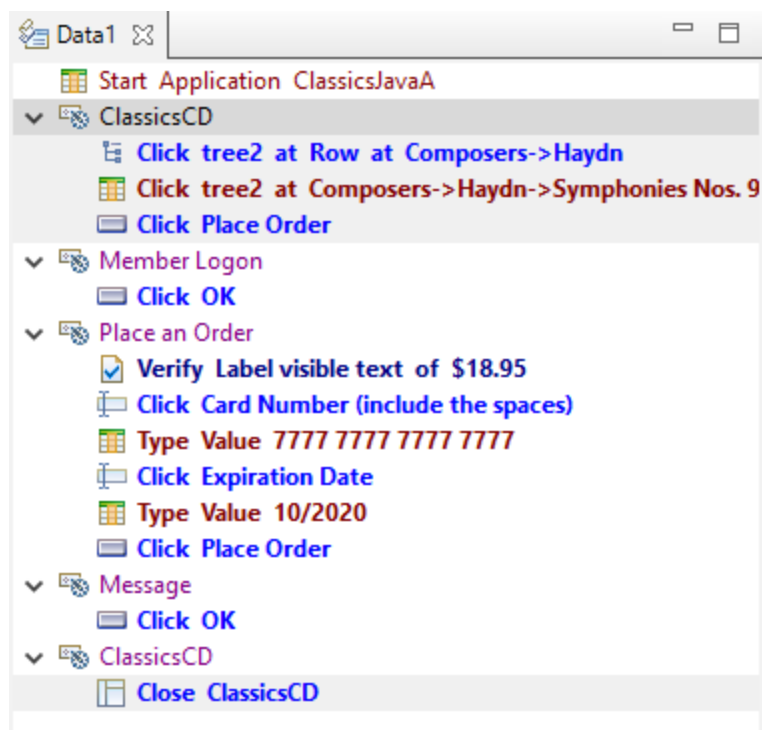 Data1
Start Application ClassicsJavaA
ClassicsCD
Click tree2 at Row at Composers->Haydn
Click tree2 at Composers->Haydn->Symphonies Nos. 9
Click Place Order
Member Logon
Click OK
Place an Order
Verify Label visible text of $18.95
Click Card Number (include the spaces)
Type Value 7777 7777 7777 7777
Click Expiration Date
Type Value 10/2020
Click Place Order
Message
Click OK
ClassicsCD
Close ClassicsCD